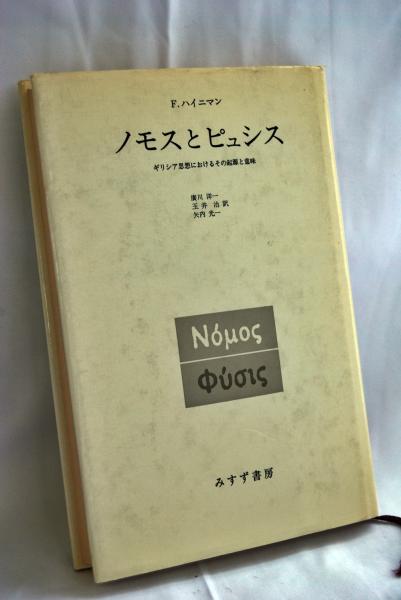 F.ハイニマン
ノモスとピュシス
ギリシア思想におけるその起源と意味
廣川洋一
玉井治訳
矢内光一
Νόμος
Φύσις
みすず書房